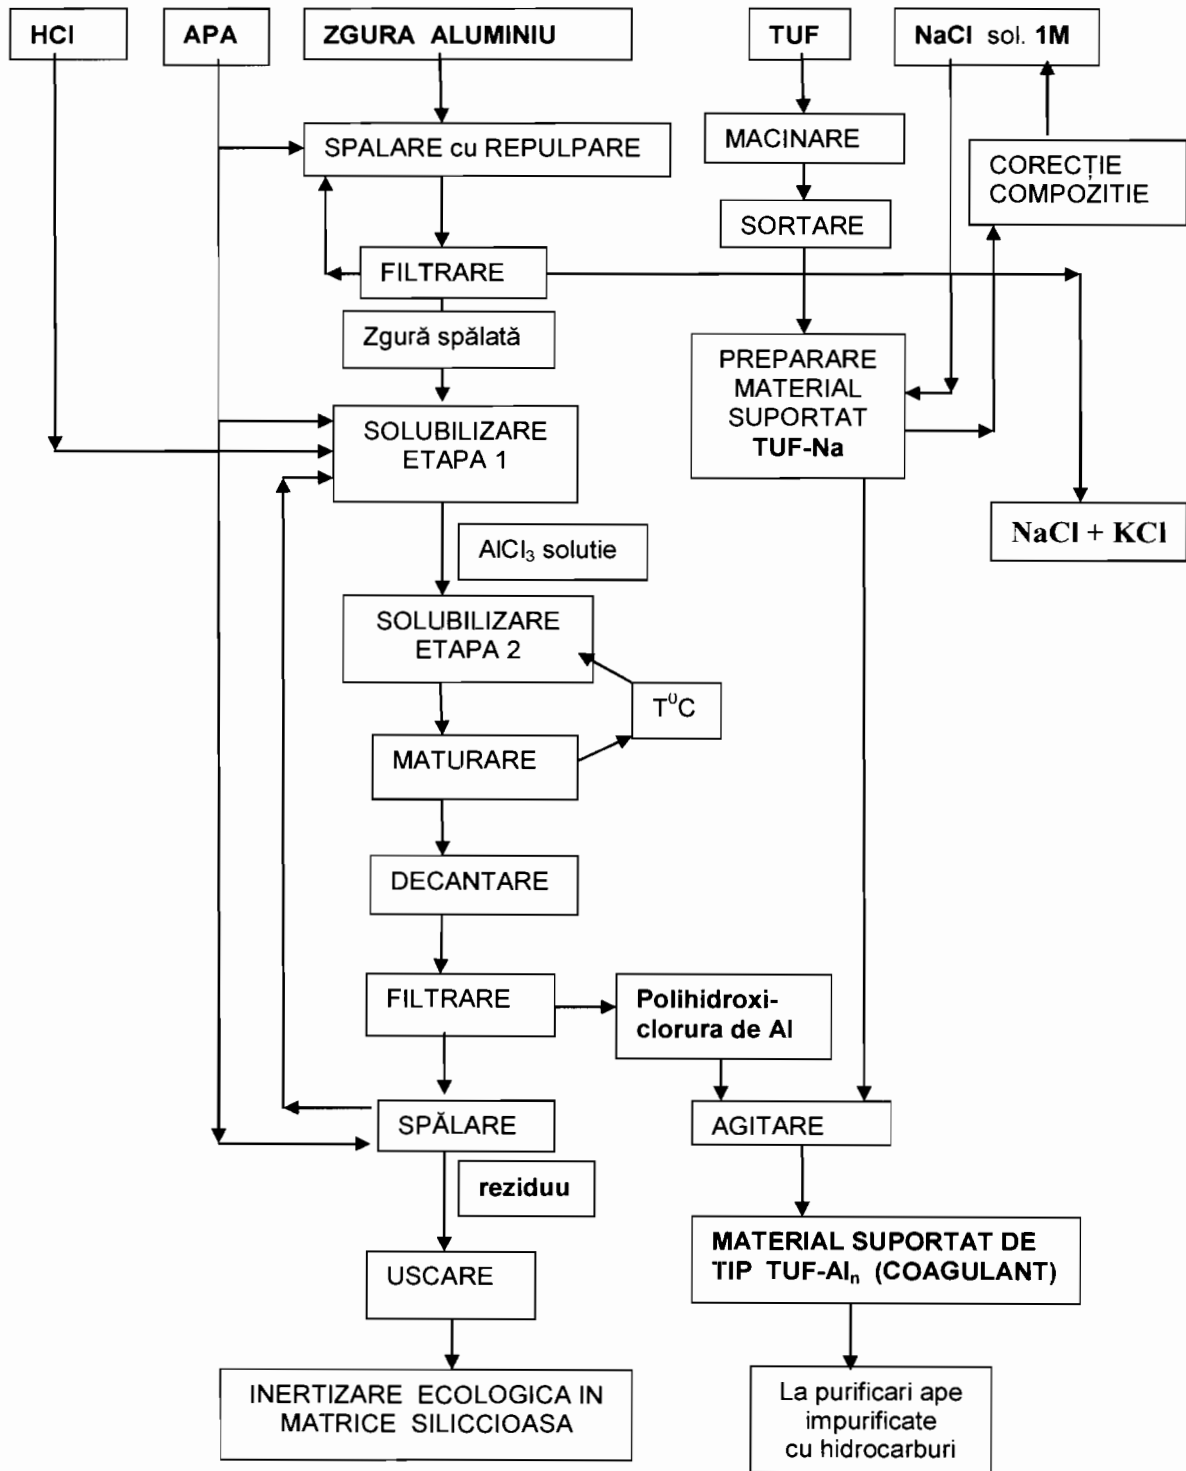 HCl
APA
ZGURA ALUMINIU
TUF
NaCl sol. 1M
SPALARE cu REPULPARE
MACINARE
CORECȚIE
COMPOZITIE
SORTARE
FILTRARE
Zgură spălată
PREPARARE
MATERIAL
SUPORTAT
TUF-Na
SOLUBILIZARE
ETAPA 1
NaCl + KCl
AlCl₃ solutie
SOLUBILIZARE
ETAPA 2
T⁰C
MATURARE
DECANTARE
FILTRARE
Polihidroxi-
clorura de Al
SPĂLARE
AGITARE
reziduu
USCARE
MATERIAL SUPORTAT DE
TIP TUF-Alₙ (COAGULANT)
INERTIZARE ECOLOGICA IN
MATRICE SILICCIOASA
La purificari ape
impurificate
cu hidrocarburi